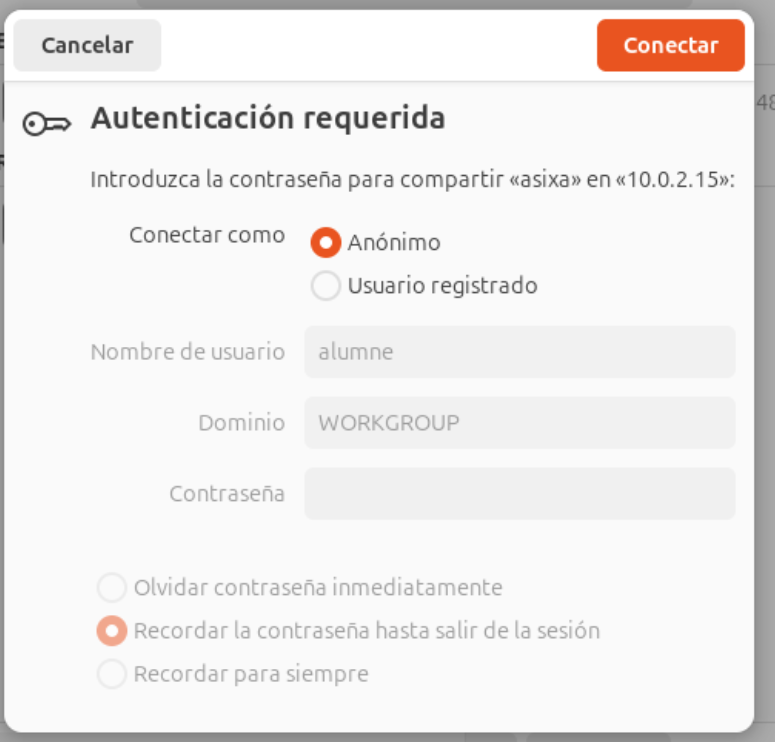 Cancelar
Conectar
Autenticación requerida
Introduzca la contraseña para compartir «asixa» en «10.0.2.15»:
Conectar como
Anónimo
Usuario registrado
Nombre de usuario alumne
Dominio WORKGROUP
Contraseña
Olvidar contraseña inmediatamente
Recordar la contraseña hasta salir de la sesión
Recordar para siempre